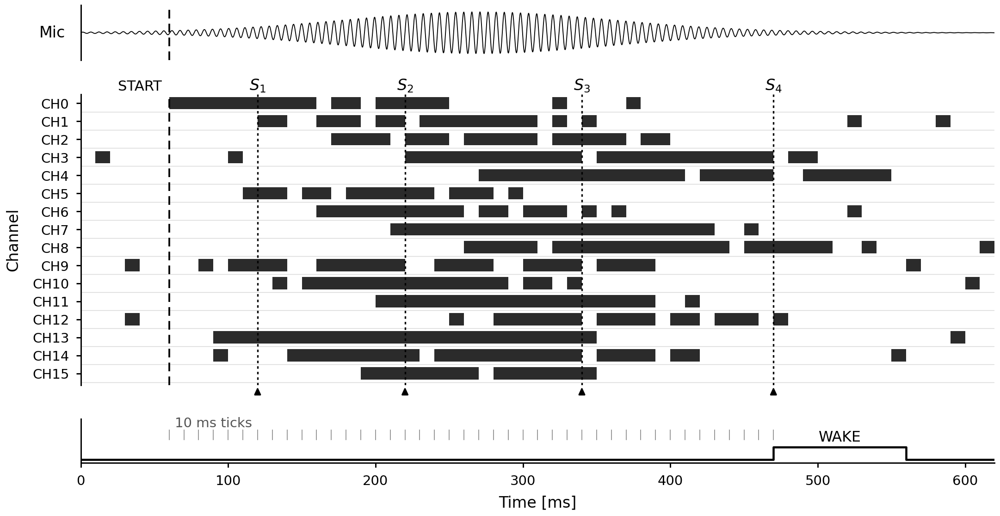 Mic
START
S1
S2
S3
S4
Channel
CH0
CH1
CH2
CH3
CH4
CH5
CH6
CH7
CH8
CH9
CH10
CH11
CH12
CH13
CH14
CH15
10 ms ticks
WAKE
0 100 200 300 400 500 600
Time [ms]